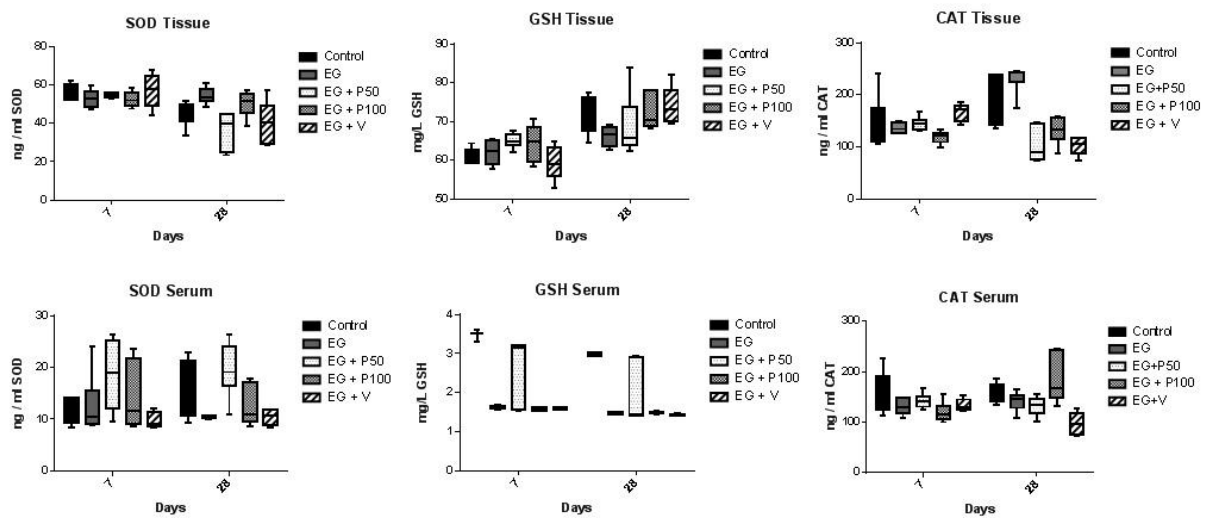 SOD Tissue
80
60
40
20
0
ng / ml SOD
7
28
Days
Control
EG
EG + P50
EG + P100
EG + V
GSH Tissue
100
90
80
70
60
50
mg/L GSH
7
28
Days
Control
EG
EG + P50
EG + P100
EG + V
CAT Tissue
300
200
100
0
ng / ml CAT
7
28
Days
Control
EG
EG+P50
EG + P100
EG + V
SOD Serum
30
20
10
0
ng / ml SOD
7
28
Days
Control
EG
EG + P50
EG + P100
EG + V
GSH Serum
4
3
2
1
0
mg/L GSH
7
28
Days
Control
EG
EG + P50
EG + P100
EG + V
CAT Serum
300
200
100
0
ng / ml CAT
7
28
Days
Control
EG
EG+P50
EG + P100
EG+V